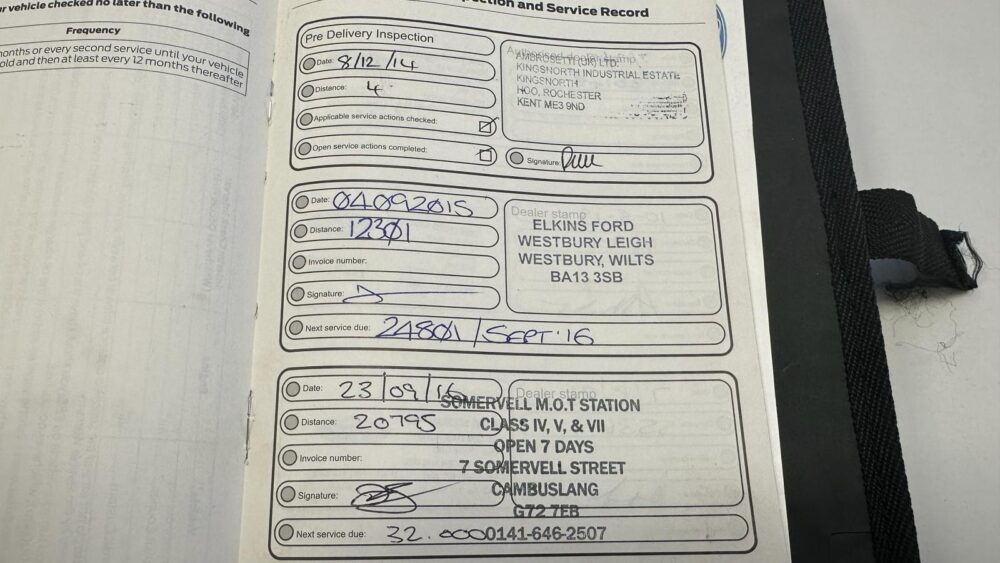 r vehicle checked no later than the following
Frequency
onths or every second service until your vehicle
old and then at least every 12 months thereafter
ction and Service Record
Pre Delivery Inspection
Date: 8/12/14
Distance: 4
Applicable service actions checked:
Open service actions completed:
Authorised dealer stamp
AMBROSETTI (UK) LTD.
KINGSNORTH INDUSTRIAL ESTATE
KINGSNORTH
HOO, ROCHESTER
KENT ME3 9ND
Signature:
Date: 04092015
Distance: 12301
Invoice number:
Signature:
Next service due: 24801 / SEPT '16
Dealer stamp
ELKINS FORD
WESTBURY LEIGH
WESTBURY, WILTS
BA13 3SB
Date: 23/09/16
Distance: 20795
Invoice number:
Signature:
Next service due: 32.000
Dealer stamp
SOMERVELL M.O.T STATION
CLASS IV, V, & VII
OPEN 7 DAYS
7 SOMERVELL STREET
CAMBUSLANG
G72 7EB
0141-646-2507